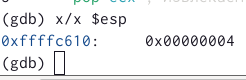 (gdb) x/x $esp
0xffffc610:     0x00000004
(gdb)